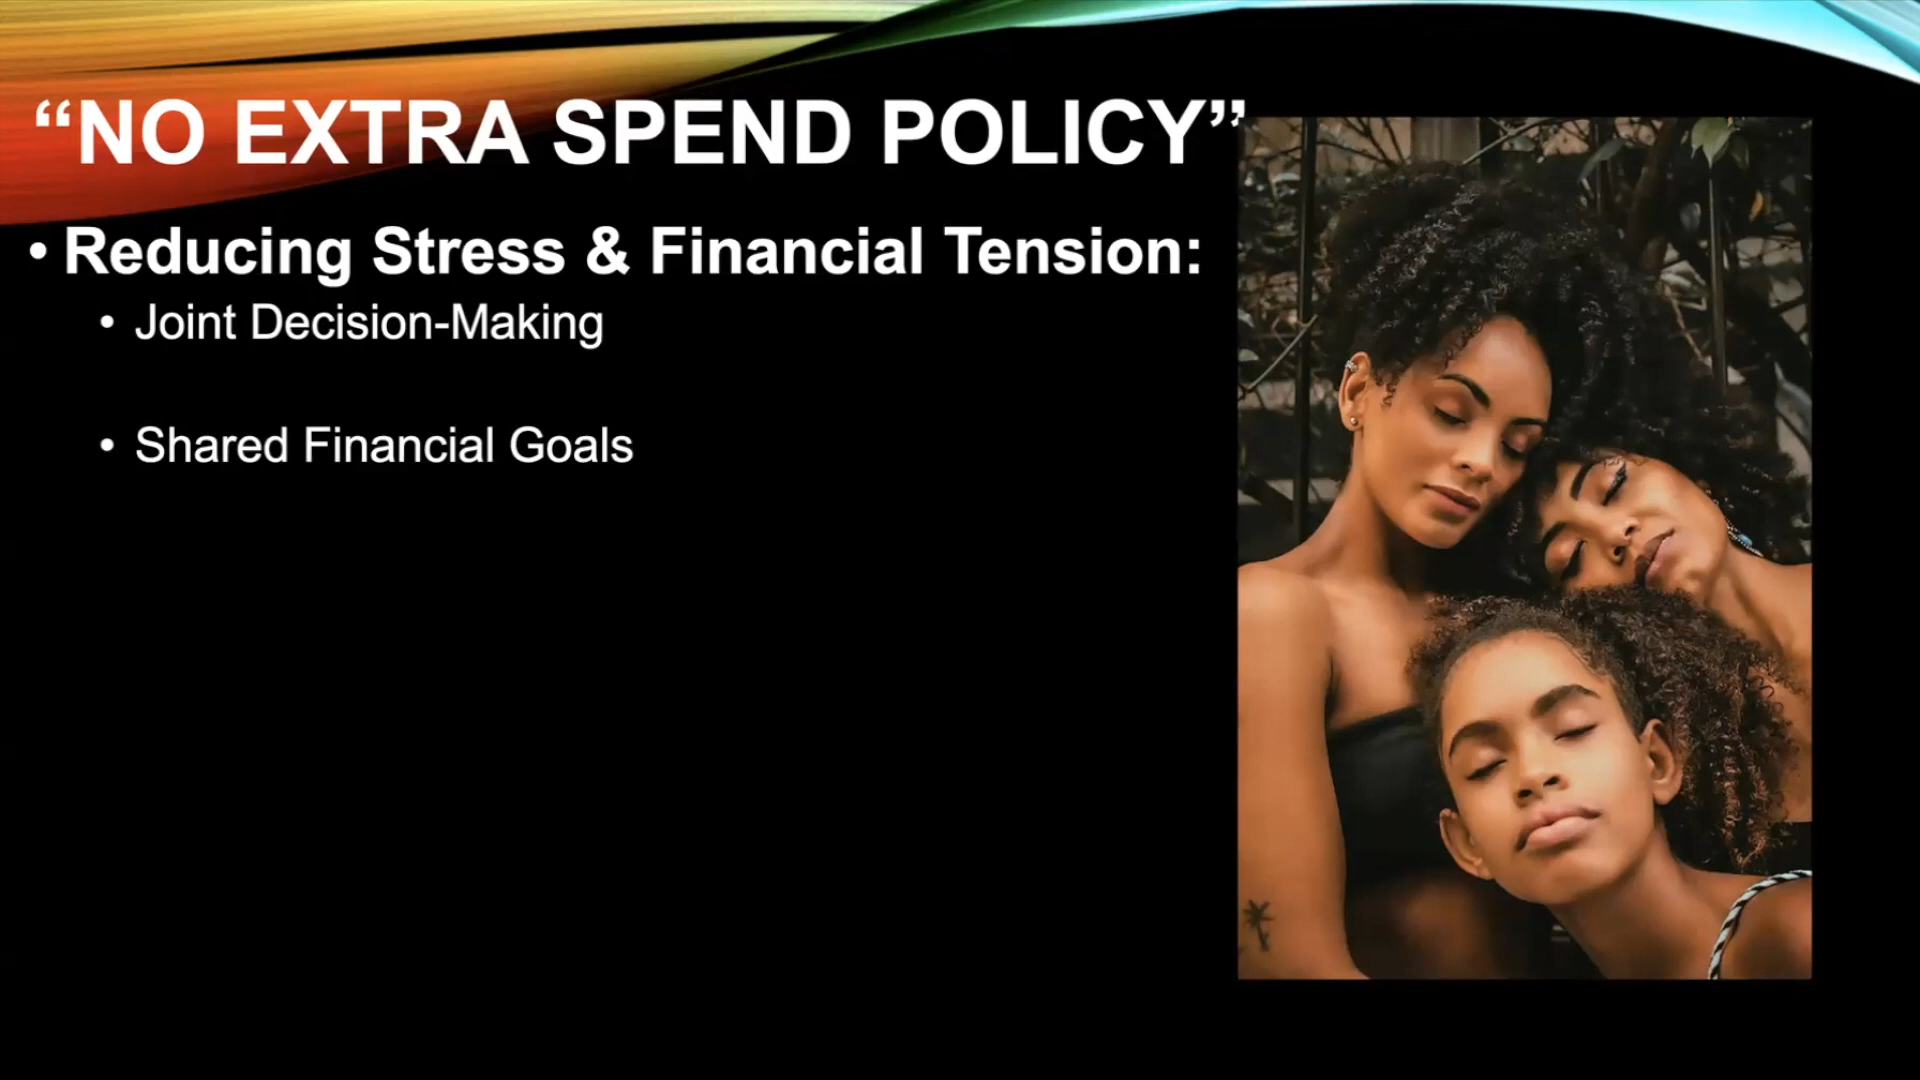 “NO EXTRA SPEND POLICY”
• Reducing Stress & Financial Tension:
• Joint Decision-Making
• Shared Financial Goals